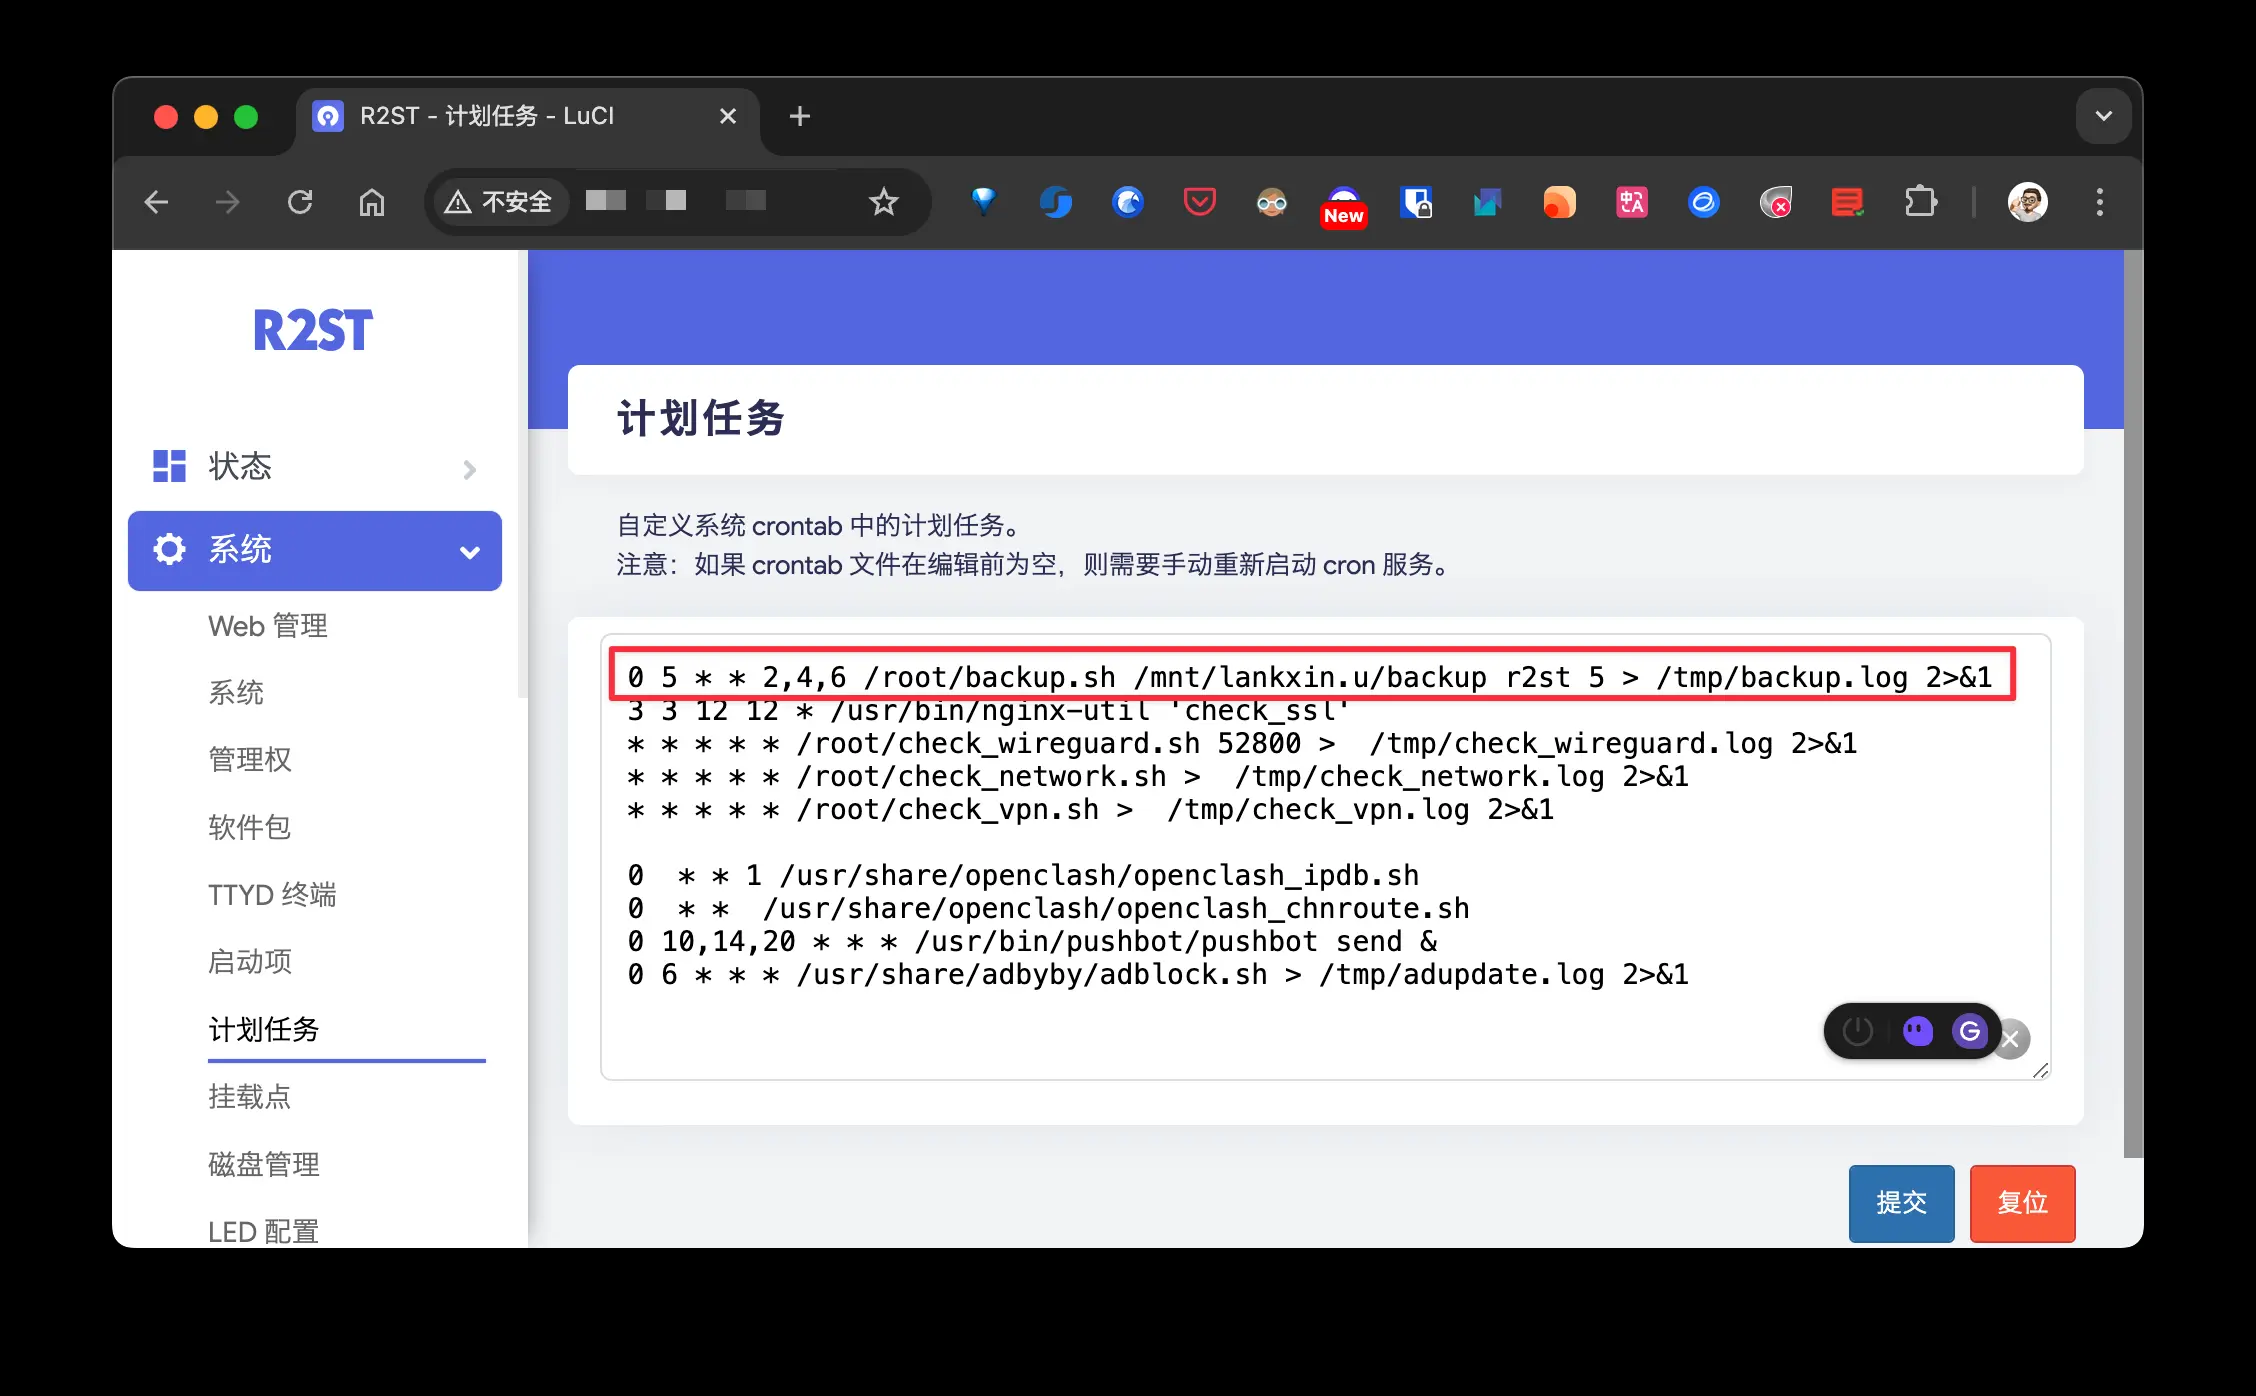 R2ST - 计划任务 - LuCI
不安全
New
R2ST
状态
系统
Web 管理
系统
管理权
软件包
TTYD 终端
启动项
计划任务
挂载点
磁盘管理
LED 配置
计划任务
自定义系统 crontab 中的计划任务。
注意：如果 crontab 文件在编辑前为空，则需要手动重新启动 cron 服务。
0 5 * * 2,4,6 /root/backup.sh /mnt/lankxin.u/backup r2st 5 > /tmp/backup.log 2>&1
3 3 12 12 * /usr/bin/nginx-util 'check_ssl'
* * * * * /root/check_wireguard.sh 52800 >  /tmp/check_wireguard.log 2>&1
* * * * * /root/check_network.sh >  /tmp/check_network.log 2>&1
* * * * * /root/check_vpn.sh >  /tmp/check_vpn.log 2>&1
0  * * 1 /usr/share/openclash/openclash_ipdb.sh
0  * *  /usr/share/openclash/openclash_chnroute.sh
0 10,14,20 * * * /usr/bin/pushbot/pushbot send &
0 6 * * * /usr/share/adbyby/adblock.sh > /tmp/adupdate.log 2>&1
提交
复位